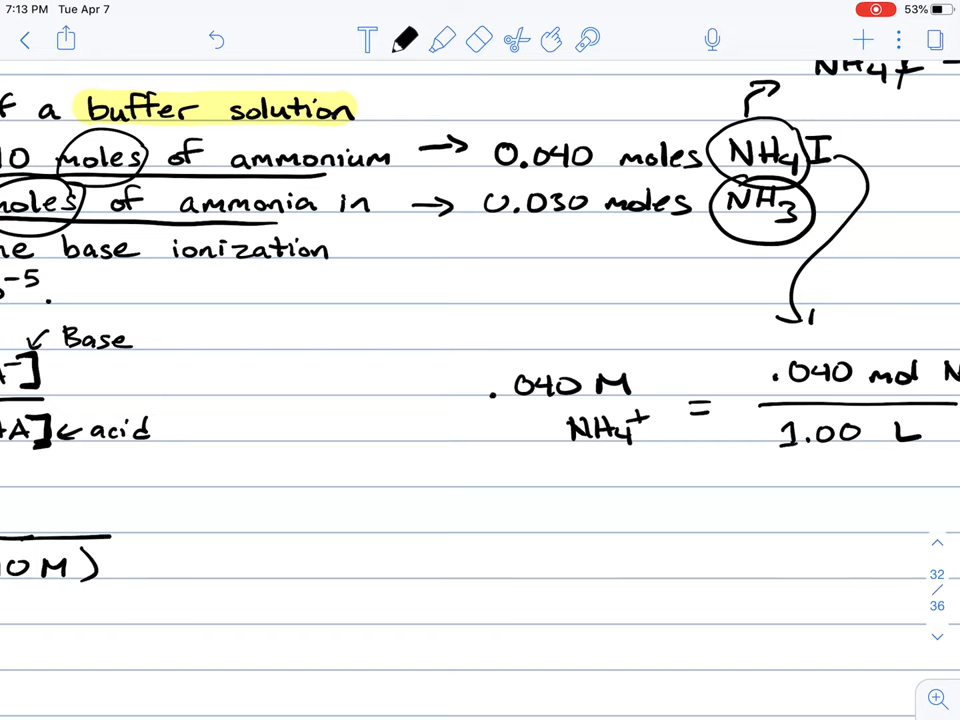 7:13 PM Tue Apr 7
53%
NH4
f a buffer solution
10 moles of ammonium → 0.040 moles NH4I
moles of ammonia in → 0.030 moles NH3
he base ionization
-5.
↙ Base
A-]
.040 M NH4+ = .040 mol N / 1.00 L
A] ← acid
0 M)
32
/
36